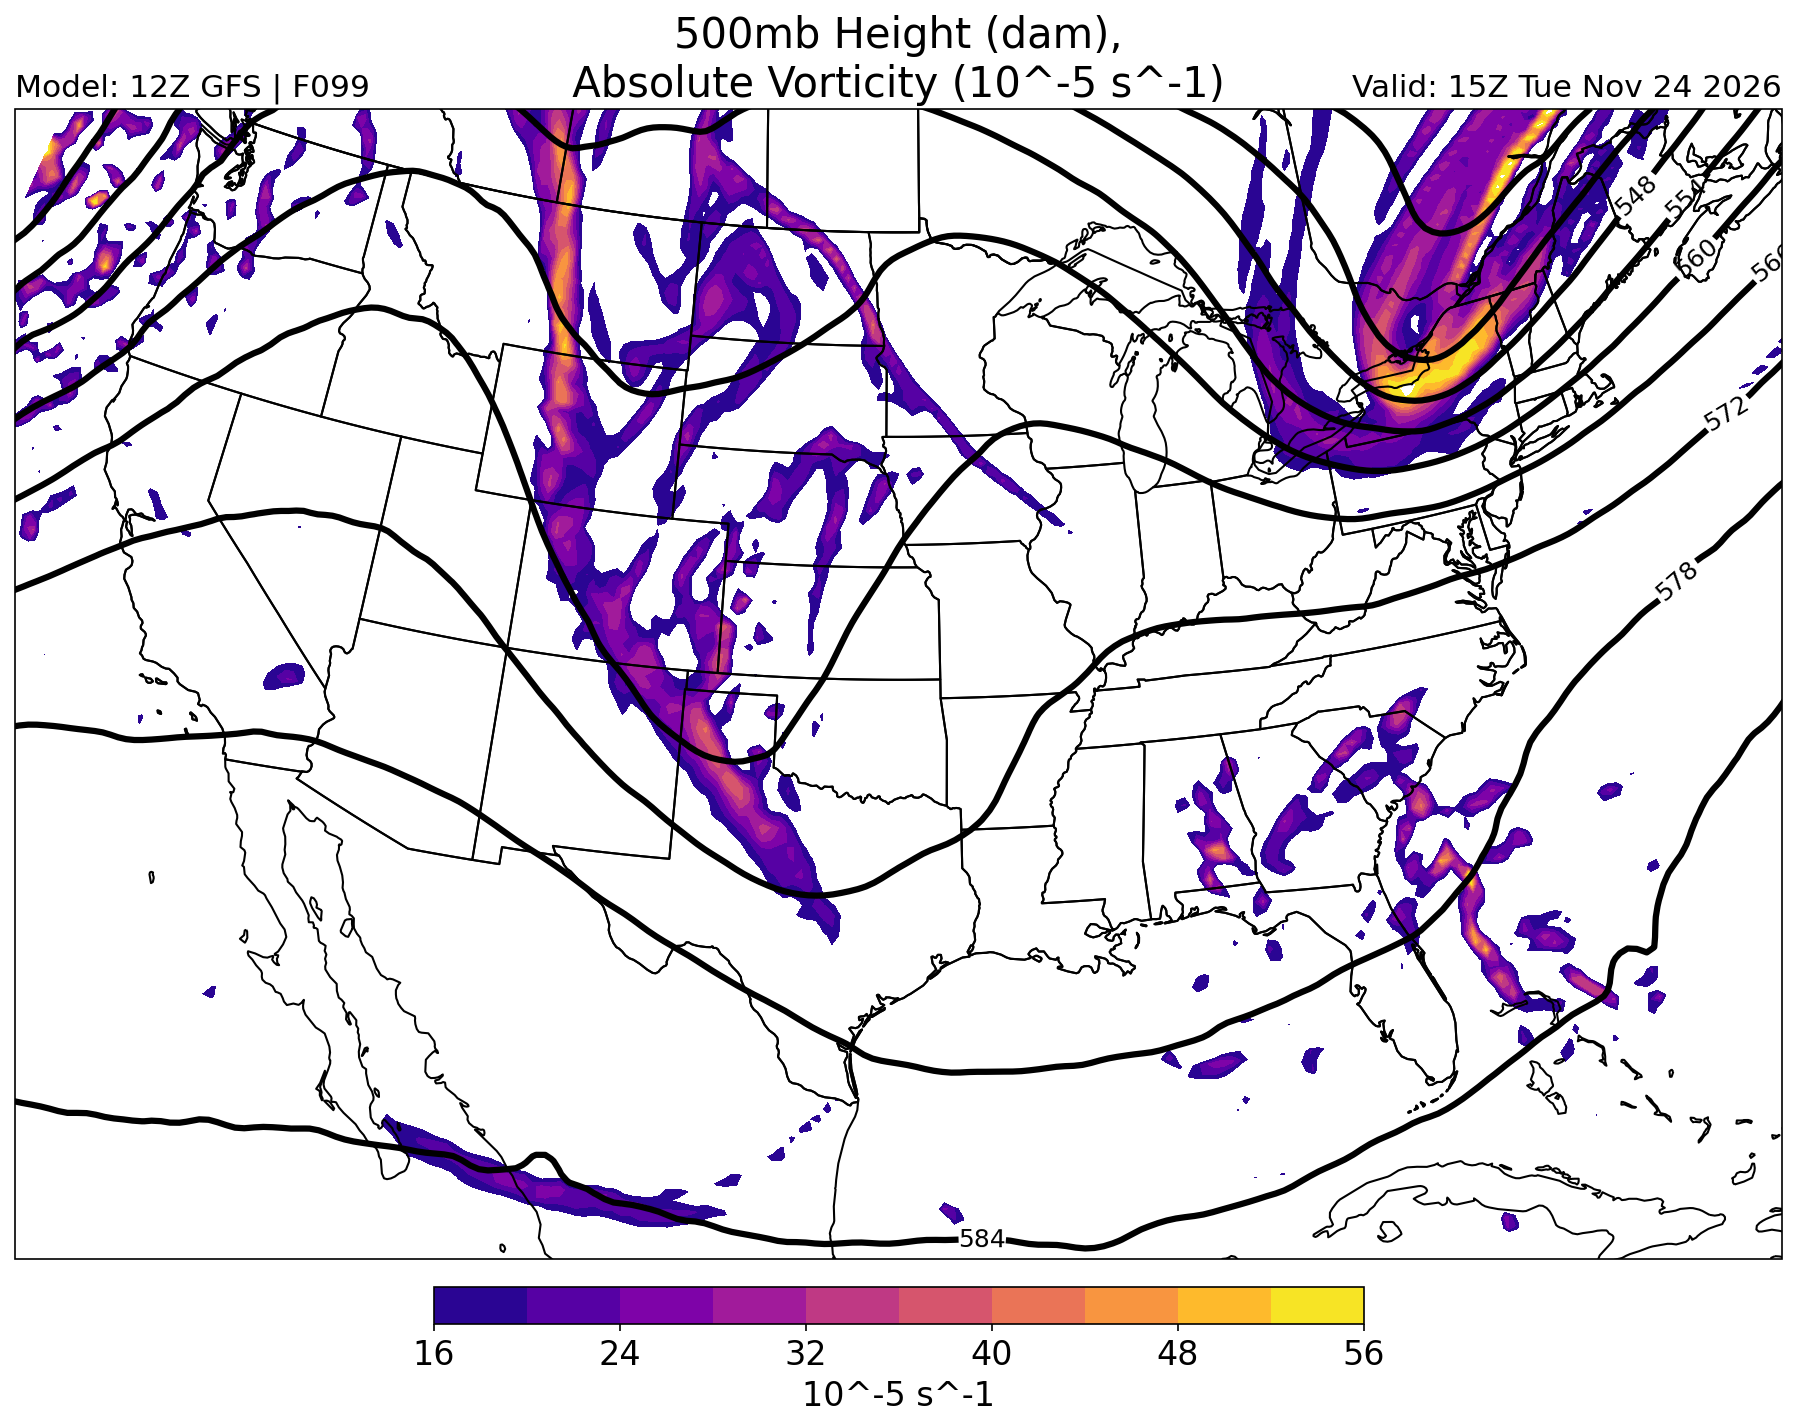 500mb Height (dam),
Model: 12Z GFS | F099
Absolute Vorticity (10^-5 s^-1)
Valid: 15Z Tue Nov 24 2026
548
554
560
572
578
584
16
24
32
40
48
56
10^-5 s^-1